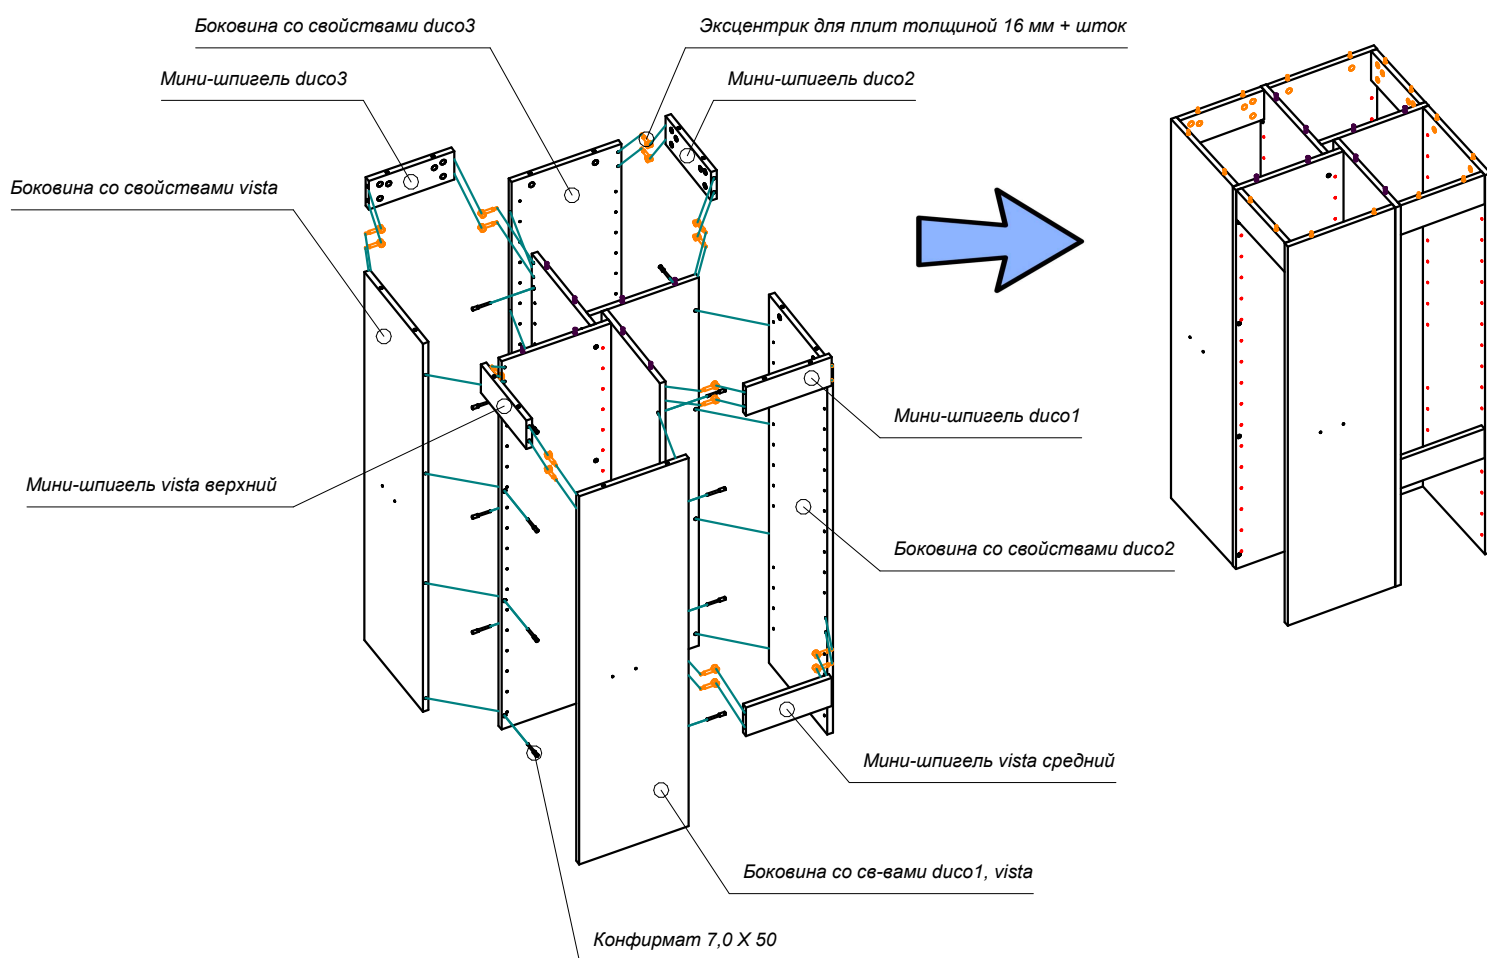 Боковина со свойствами duco3
Эксцентрик для плит толщиной 16 мм + шток
Мини-шпигель duco3
Мини-шпигель duco2
Боковина со свойствами vista
Мини-шпигель duco1
Мини-шпигель vista верхний
Боковина со свойствами duco2
Мини-шпигель vista средний
Боковина со св-вами duco1, vista
Конфирмат 7,0 X 50